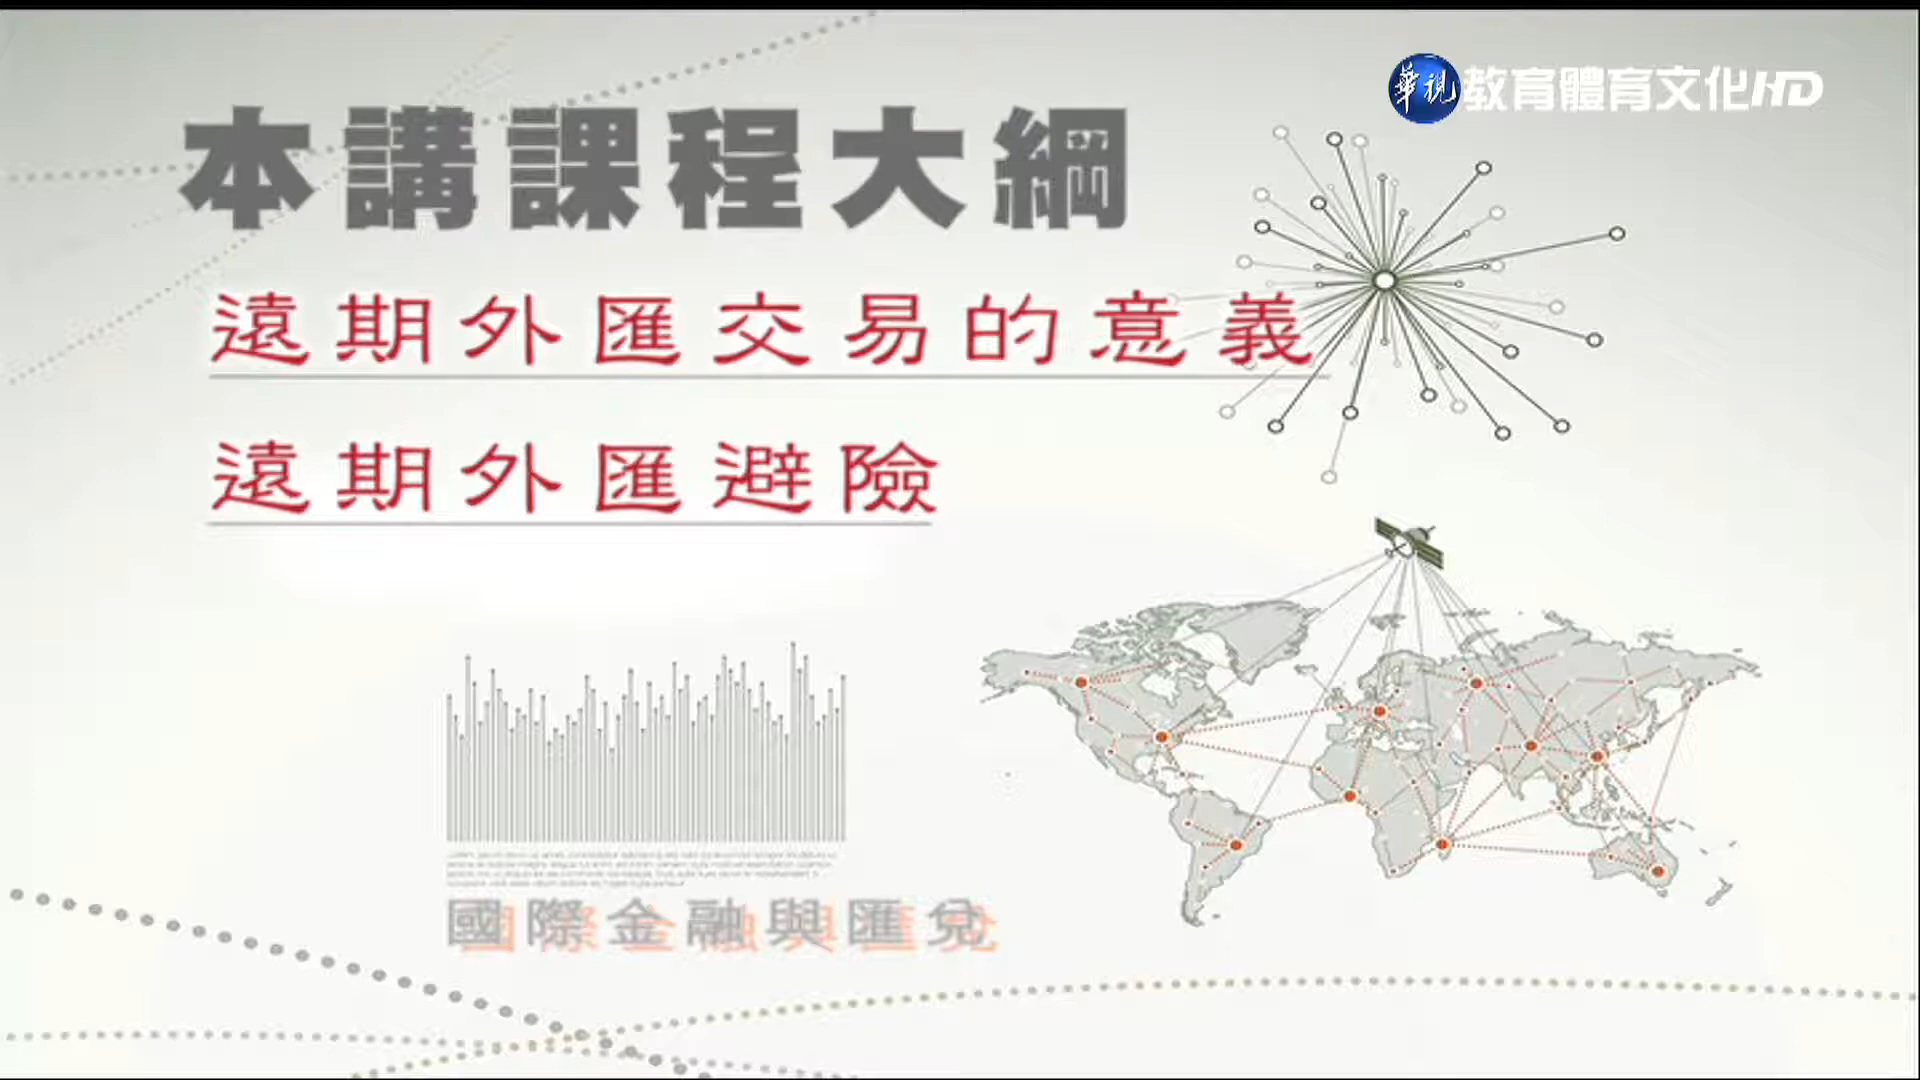 華視 教育體育文化HD
本講課程大綱
遠期外匯交易的意義
遠期外匯避險
國際金融與匯兌